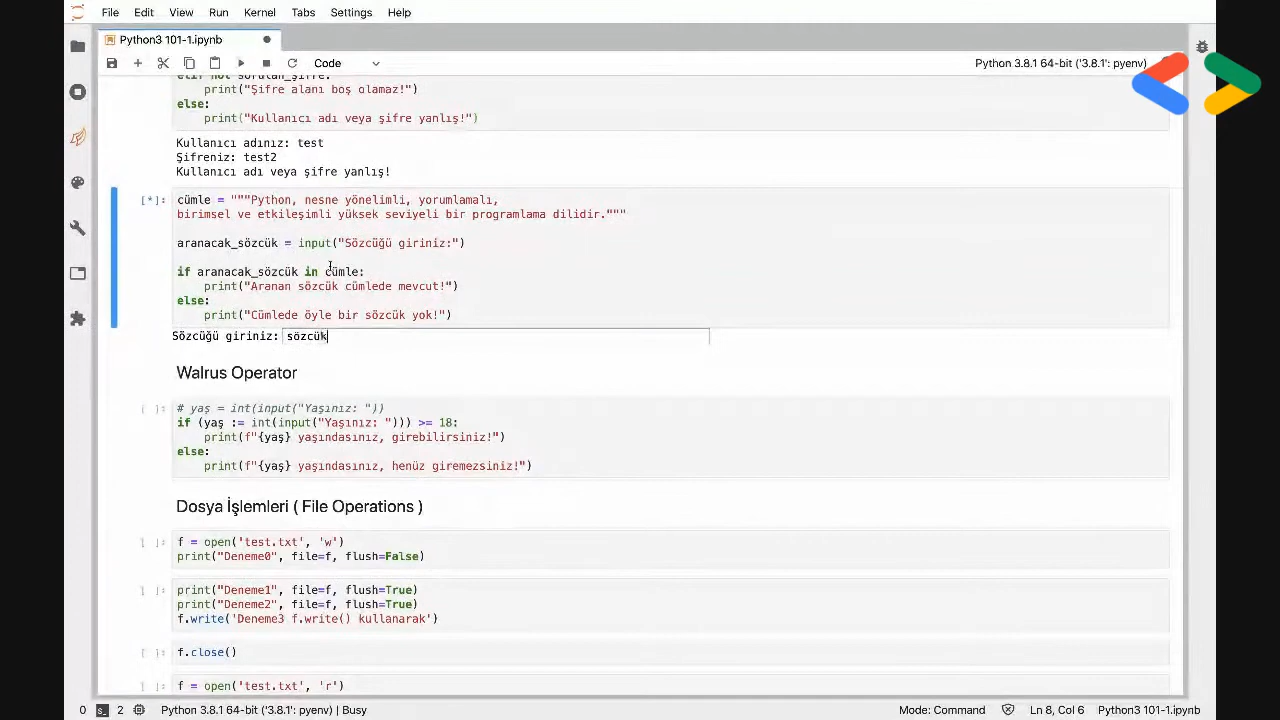 File Edit View Run Kernel Tabs Settings Help
Python3 101-1.ipynb
Code
Python 3.8.1 64-bit ('3.8.1': pyenv)
elif not sorulan_şifre:
print("Şifre alanı boş olamaz!")
else:
print("Kullanıcı adı veya şifre yanlış!")
Kullanıcı adınız: test
Şifreniz: test2
Kullanıcı adı veya şifre yanlış!
[*]: cümle = """Python, nesne yönelimli, yorumlamalı,
birimsel ve etkileşimli yüksek seviyeli bir programlama dilidir."""
aranacak_sözcük = input("Sözcüğü giriniz:")
if aranacak_sözcük in cümle:
print("Aranan sözcük cümlede mevcut!")
else:
print("Cümlede öyle bir sözcük yok!")
Sözcüğü giriniz: sözcük
Walrus Operator
[ ]: # yaş = int(input("Yaşınız: "))
if (yaş := int(input("Yaşınız: "))) >= 18:
print(f"{yaş} yaşındasınız, girebilirsiniz!")
else:
print(f"{yaş} yaşındasınız, henüz giremezsiniz!")
Dosya İşlemleri ( File Operations )
[ ]: f = open('test.txt', 'w')
print("Deneme0", file=f, flush=False)
[ ]: print("Deneme1", file=f, flush=True)
print("Deneme2", file=f, flush=True)
f.write('Deneme3 f.write() kullanarak')
[ ]: f.close()
[ ]: f = open('test.txt', 'r')
0 2 Python 3.8.1 64-bit ('3.8.1': pyenv) | Busy
Mode: Command Ln 8, Col 6 Python3 101-1.ipynb